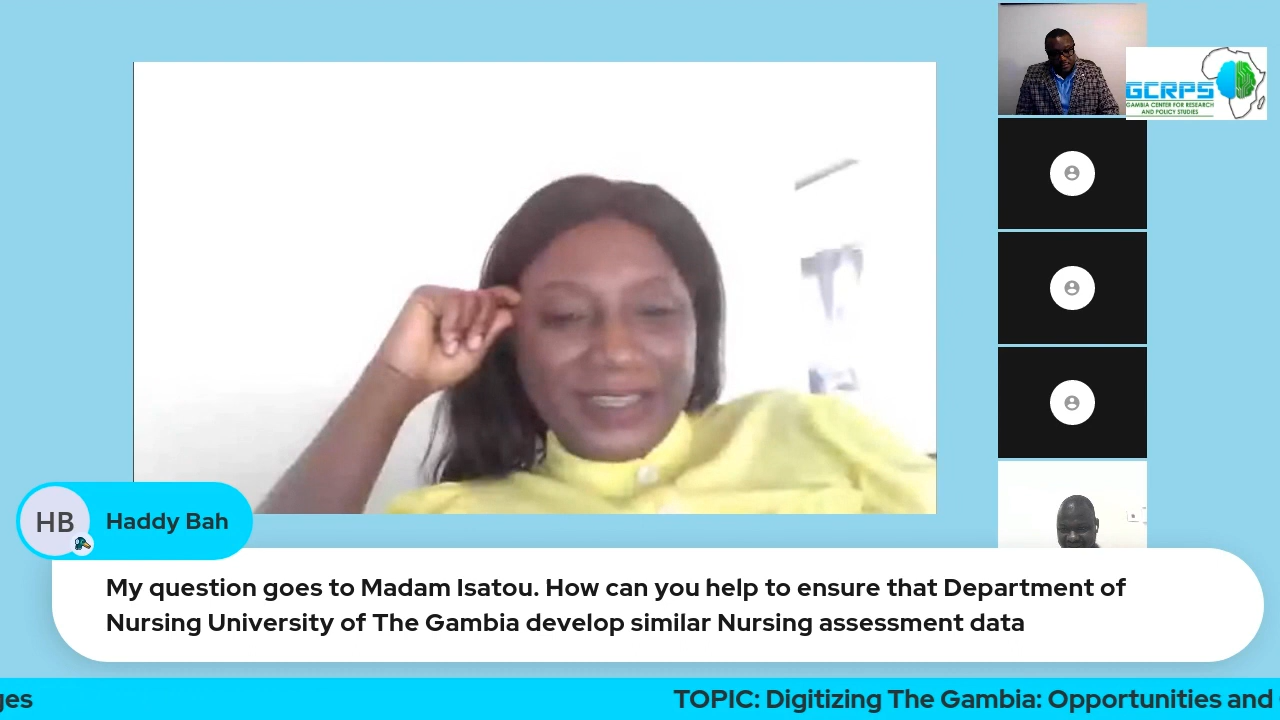 GCRPS
GAMBIA CENTER FOR RESEARCH
AND POLICY STUDIES
HB
Haddy Bah
My question goes to Madam Isatou. How can you help to ensure that Department of
Nursing University of The Gambia develop similar Nursing assessment data
ges
TOPIC: Digitizing The Gambia: Opportunities and